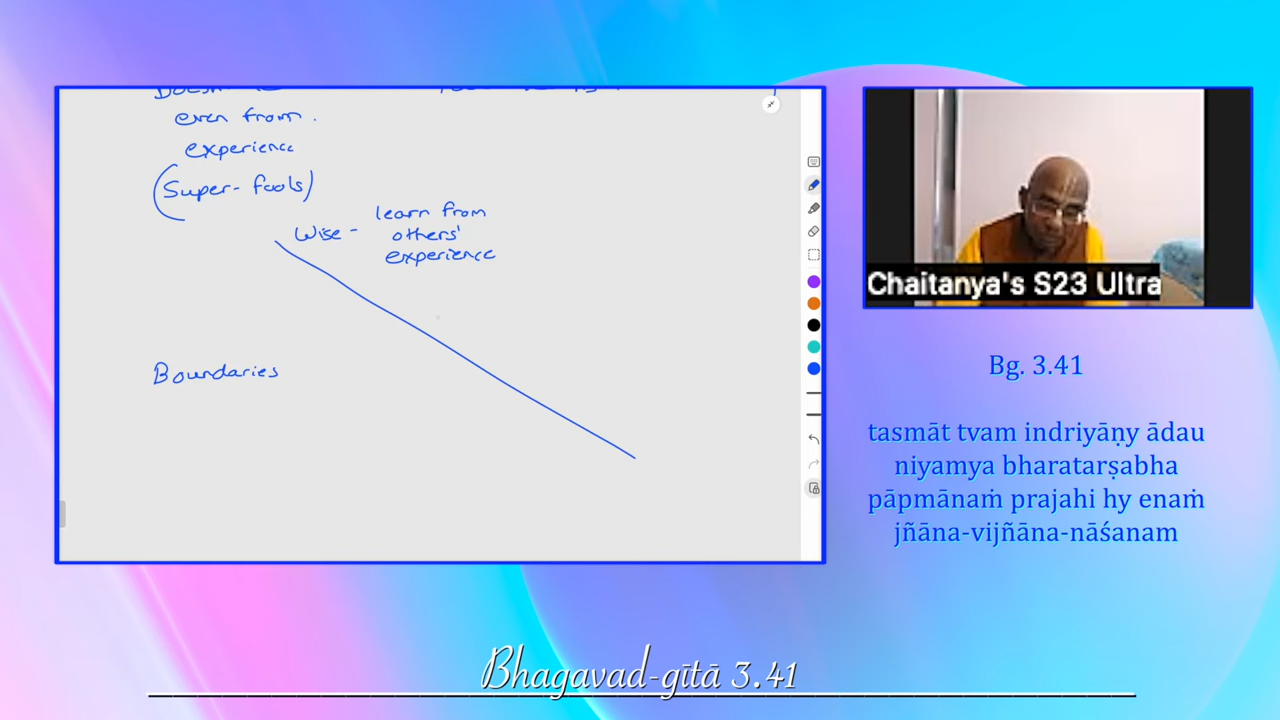 even from.
experience
(Super-fools)
Wise - learn from
others'
experience
Boundaries
Chaitanya's S23 Ultra
Bg. 3.41
tasmāt tvam indriyāṇy ādau
niyamya bharatarṣabha
pāpmānaṁ prajahi hy enaṁ
jñāna-vijñāna-nāśanam
Bhagavad-gītā 3.41